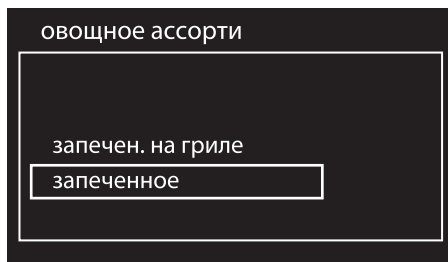 овощное ассорти
запечен. на гриле
запеченное